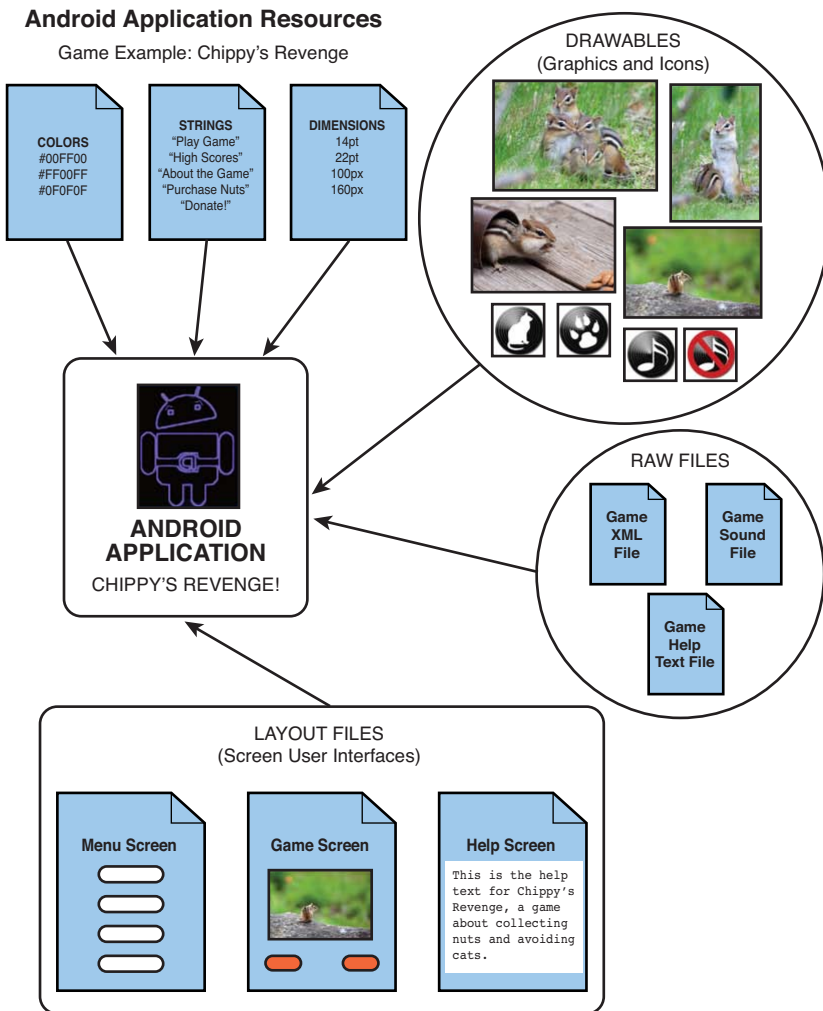 Android Application Resources
Game Example: Chippy's Revenge
COLORS
#00FF00
#FF00FF
#0F0F0F
STRINGS
“Play Game”
“High Scores”
“About the Game”
“Purchase Nuts”
“Donate!”
DIMENSIONS
14pt
22pt
100px
160px
DRAWABLES
(Graphics and Icons)
ANDROID
APPLICATION
CHIPPY'S REVENGE!
RAW FILES
Game
XML
File
Game
Sound
File
Game
Help
Text File
LAYOUT FILES
(Screen User Interfaces)
Menu Screen
Game Screen
Help Screen
This is the help
text for Chippy's
Revenge, a game
about collecting
nuts and avoiding
cats.